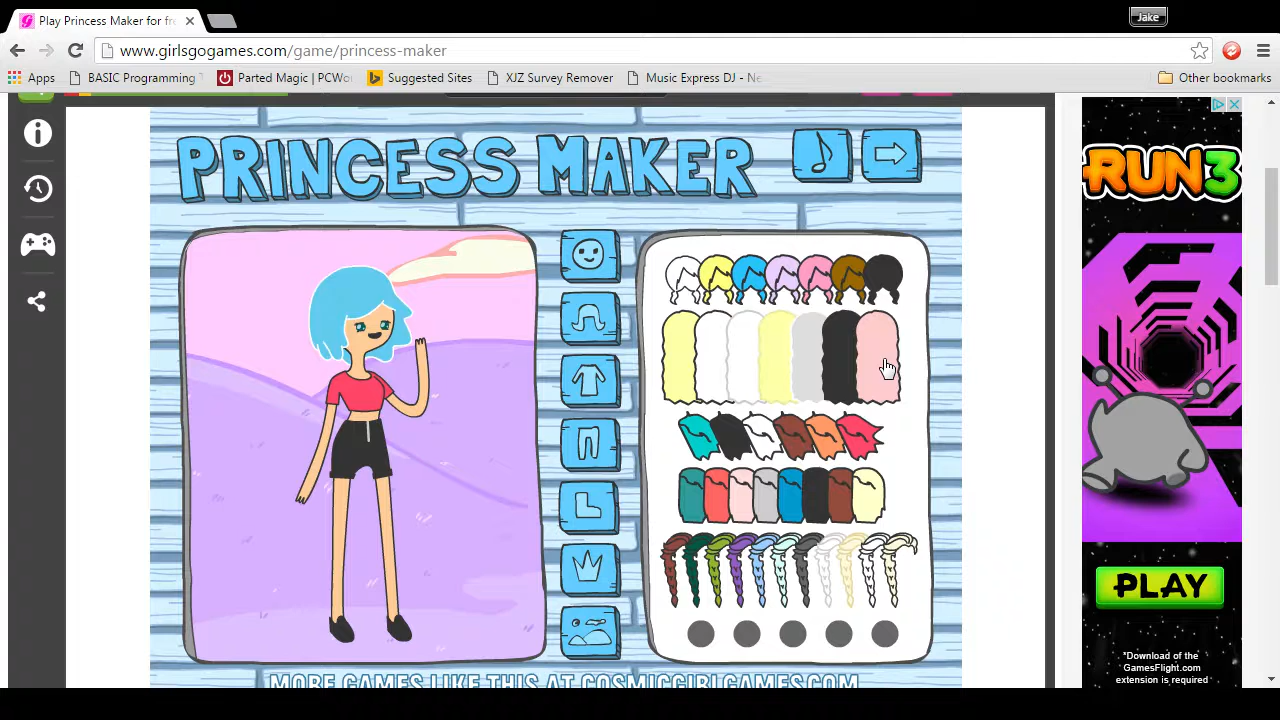 Play Princess Maker for fre
Jake
www.girlsgogames.com/game/princess-maker
Apps
BASIC Programming
Parted Magic | PCWo
Suggested Sites
XJZ Survey Remover
Music Express DJ - Ne
Other bookmarks
PRINCESS MAKER
RUN3
PLAY
*Download of the
GamesFlight.com
extension is required
MORE GAMES LIKE THIS AT COSMICGIRLGAMES.COM